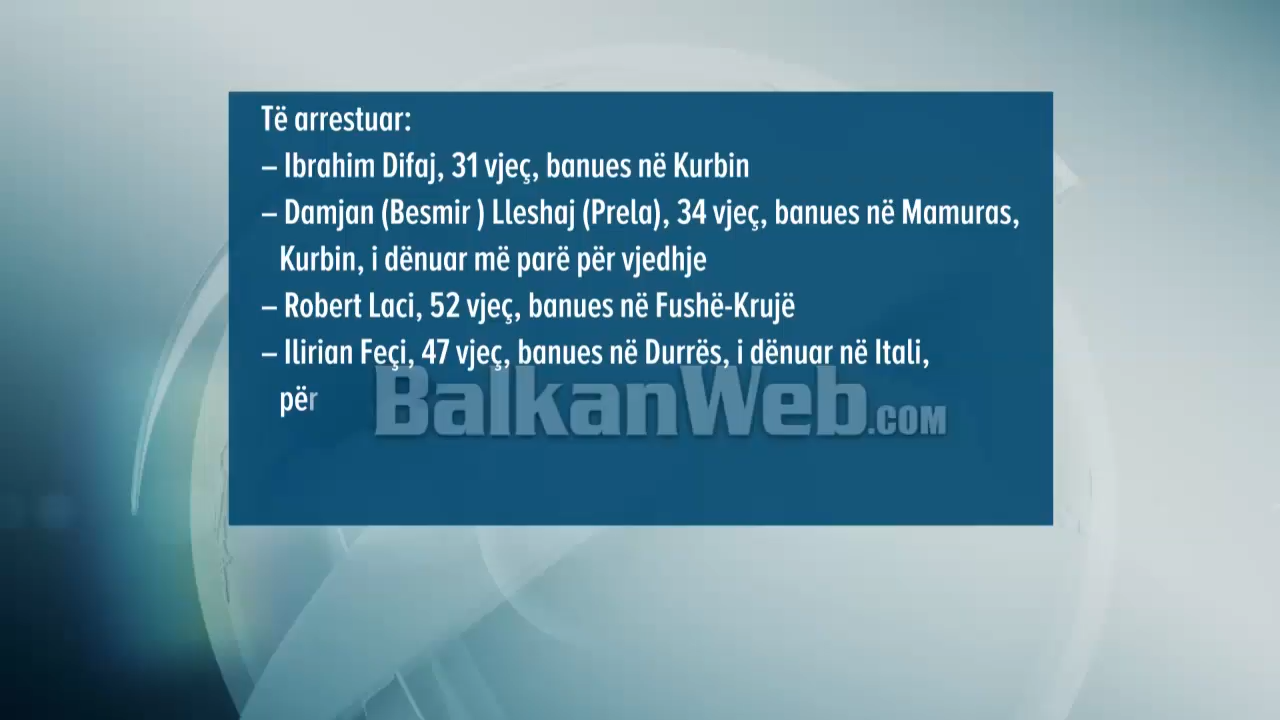 Të arrestuar:
– Ibrahim Difaj, 31 vjeç, banues në Kurbin
– Damjan (Besmir ) Lleshaj (Prela), 34 vjeç, banues në Mamuras,
Kurbin, i dënuar më parë për vjedhje
– Robert Laci, 52 vjeç, banues në Fushë-Krujë
– Ilirian Feçi, 47 vjeç, banues në Durrës, i dënuar në Itali,
për
BalkanWeb.COM